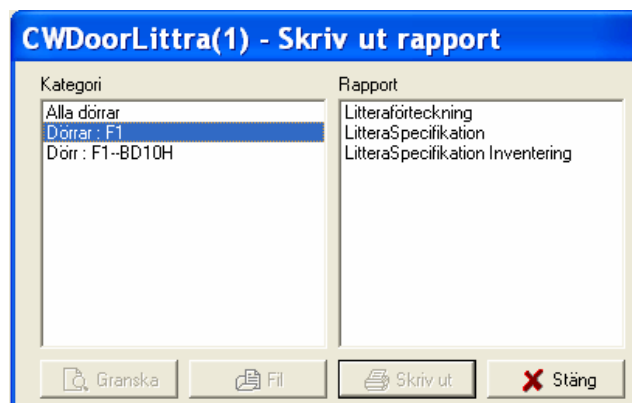 CWDoorLittra(1) - Skriv ut rapport
Kategori
Alla dörrar
Dörrar : F1
Dörr : F1--BD10H
Rapport
Litteraförteckning
LitteraSpecifikation
LitteraSpecifikation Inventering
Granska
Fil
Skriv ut
Stäng